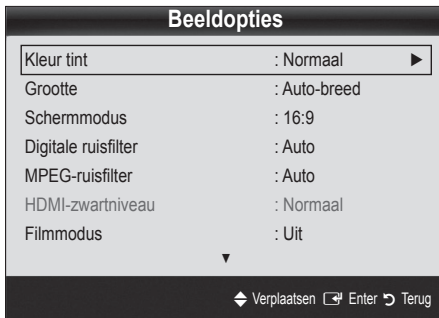 Beeldopties
Kleur tint : Normaal ▶
Grootte : Auto-breed
Schermmodus : 16:9
Digitale ruisfilter : Auto
MPEG-ruisfilter : Auto
HDMI-zwartniveau : Normaal
Filmmodus : Uit
▼
Verplaatsen Enter Terug